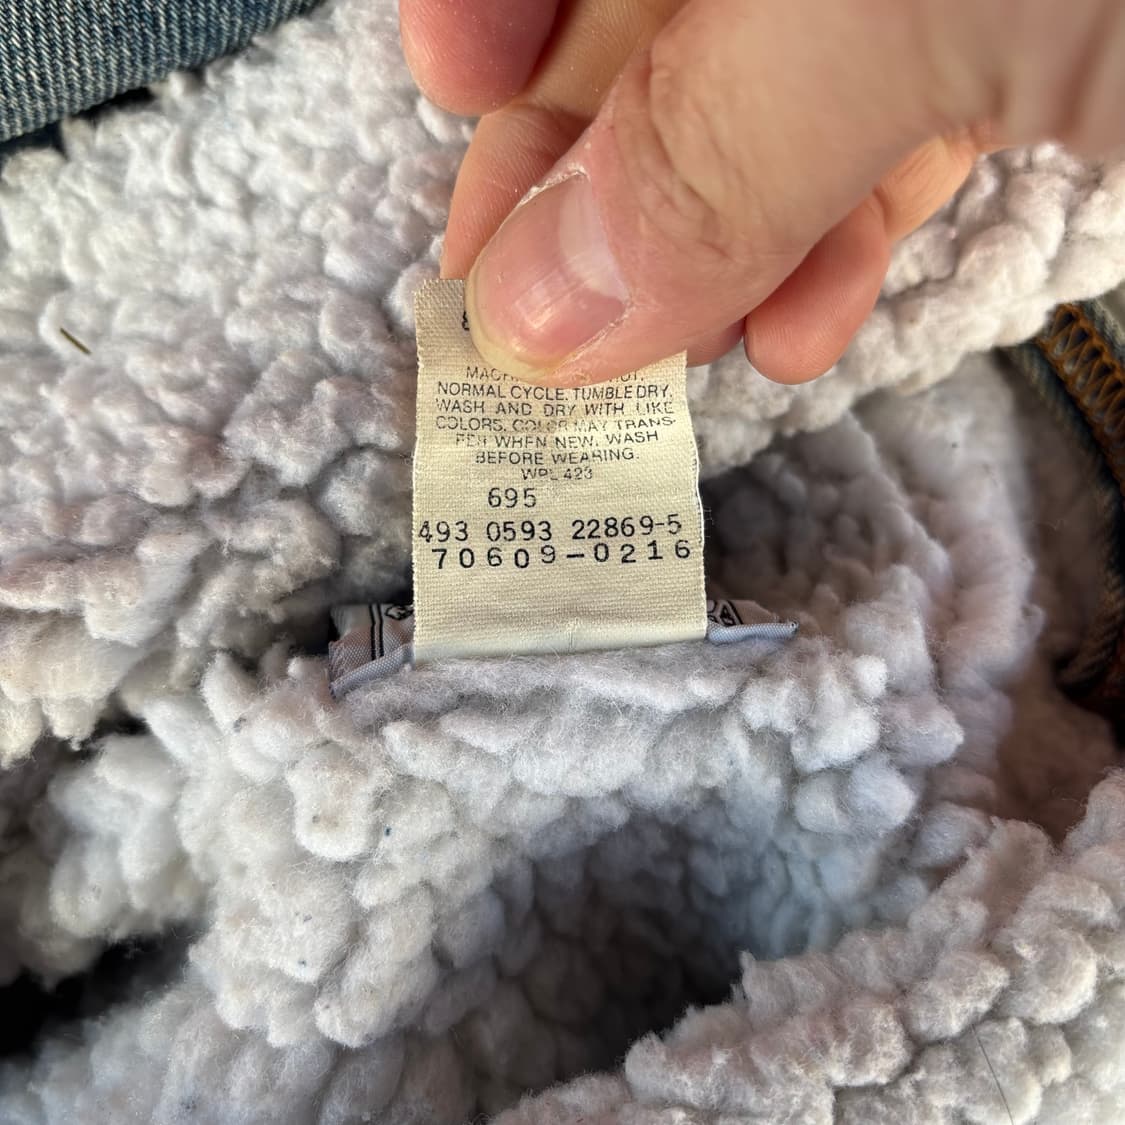 NORMAL CYCLE. TUMBLE DRY.
WASH AND DRY WITH LIKE
COLORS. COLOR MAY TRANS-
FER WHEN NEW. WASH
BEFORE WEARING.
WPL 423
695
493 0593 22869-5
70609-0216